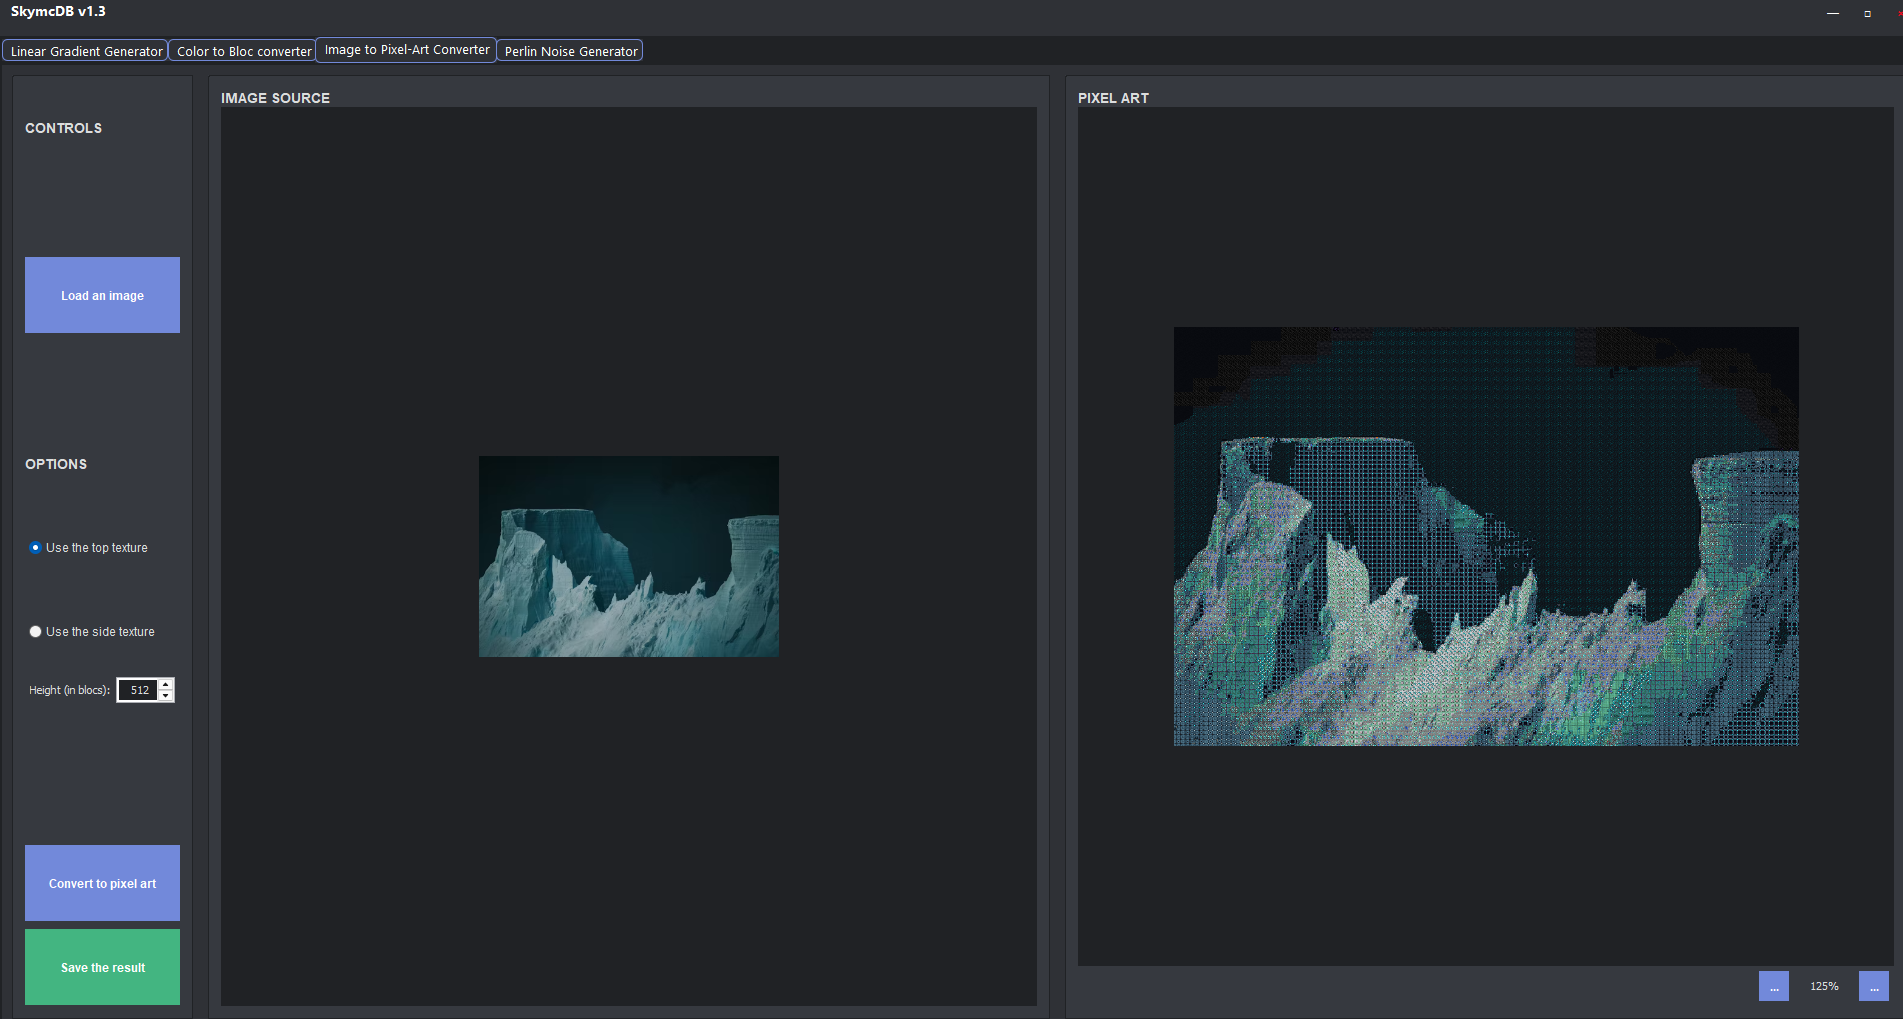 SkymcDB v1.3
Linear Gradient Generator
Color to Bloc converter
Image to Pixel-Art Converter
Perlin Noise Generator
CONTROLS
Load an image
OPTIONS
Use the top texture
Use the side texture
Height (in blocs): 512
Convert to pixel art
Save the result
IMAGE SOURCE
PIXEL ART
... 125% ...